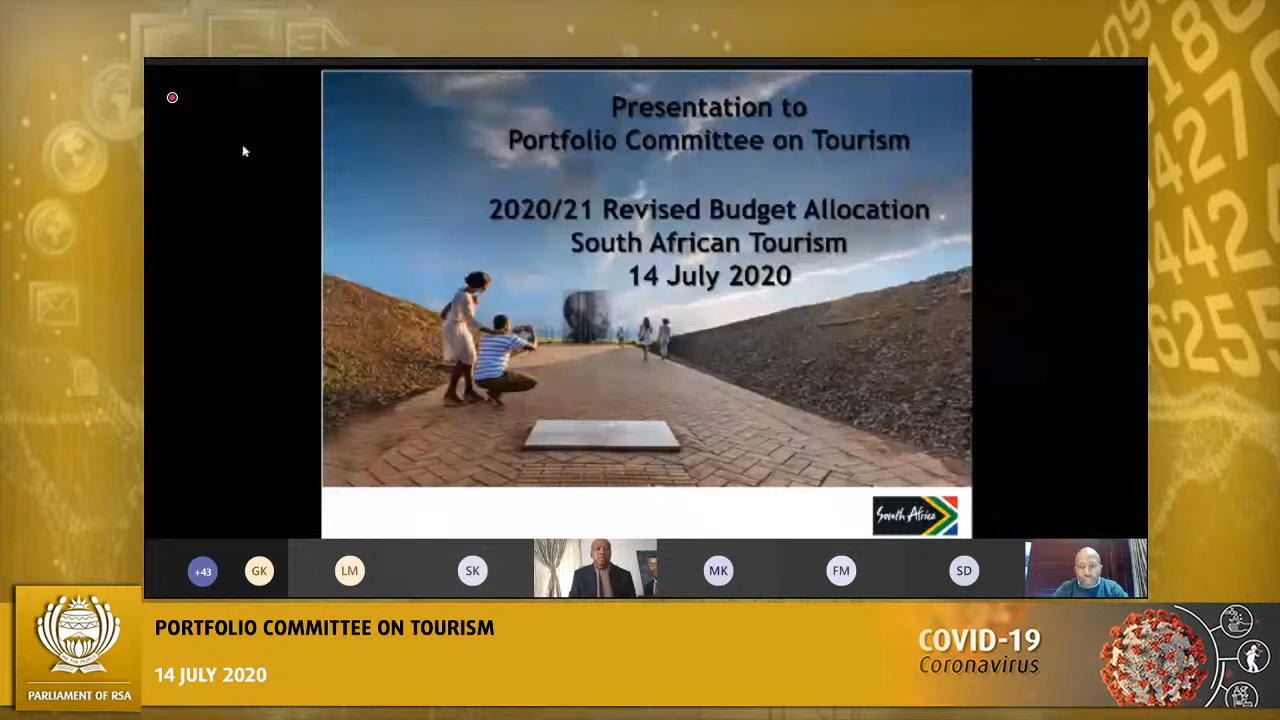 Presentation to
Portfolio Committee on Tourism
2020/21 Revised Budget Allocation
South African Tourism
14 July 2020
South Africa
+43
GK
LM
SK
MK
FM
SD
PORTFOLIO COMMITTEE ON TOURISM
14 JULY 2020
PARLIAMENT OF RSA
COVID-19
Coronavirus